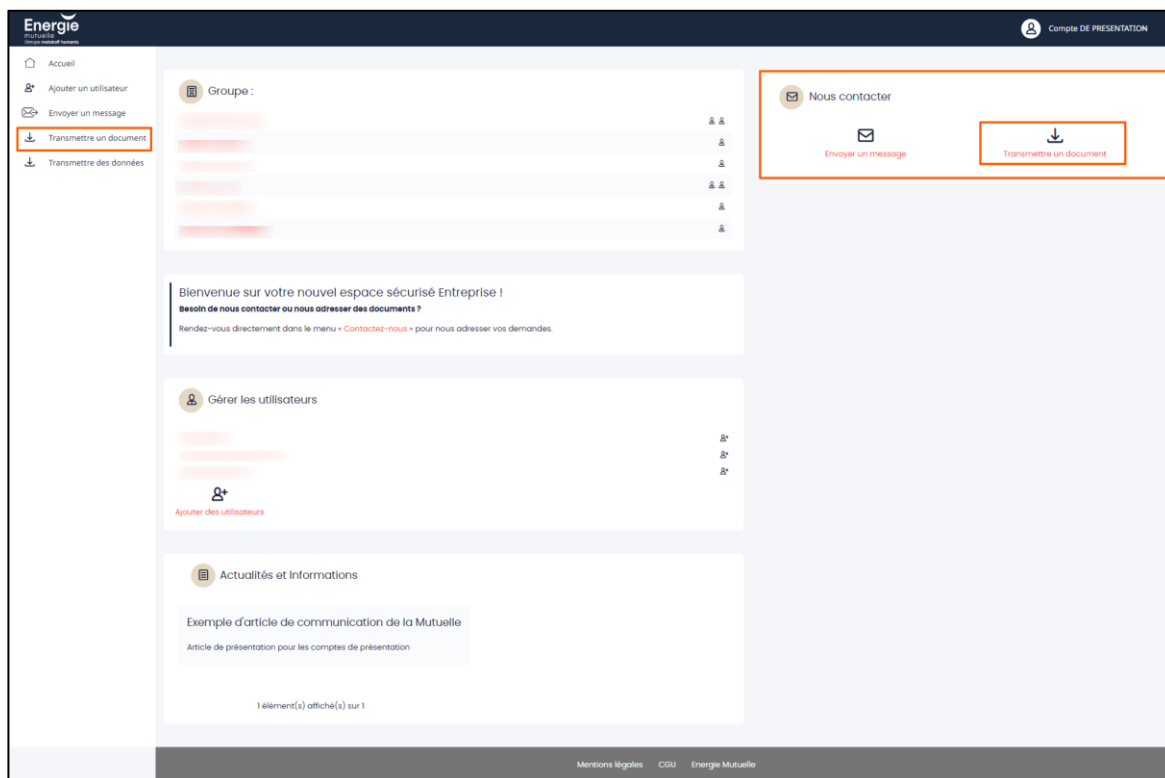 Energie
mutuelle
Groupe malakoff humanis
Compte DE PRESENTATION
Accueil
Ajouter un utilisateur
Envoyer un message
Transmettre un document
Transmettre des données
Groupe :
Nous contacter
Envoyer un message
Transmettre un document
Bienvenue sur votre nouvel espace sécurisé Entreprise !
Besoin de nous contacter ou nous adresser des documents ?
Rendez-vous directement dans le menu « Contactez-nous » pour nous adresser vos demandes.
Gérer les utilisateurs
Ajouter des utilisateurs
Actualités et Informations
Exemple d'article de communication de la Mutuelle
Article de présentation pour les comptes de présentation
1 élément(s) affiché(s) sur 1
Mentions légales CGU Energie Mutuelle